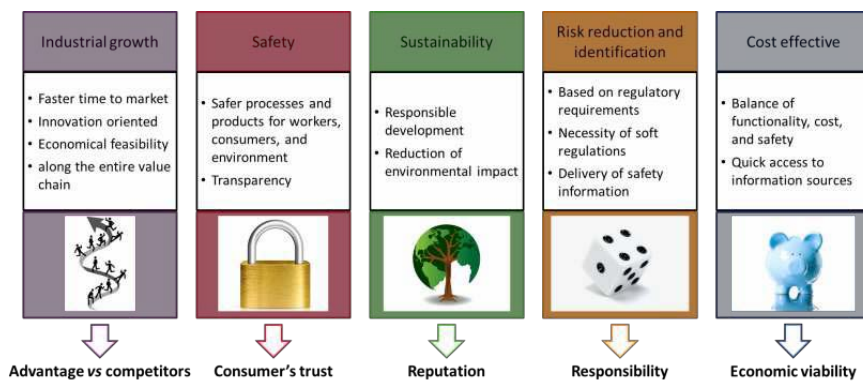 Industrial growth
• Faster time to market
• Innovation oriented
• Economical feasibility
• along the entire value
chain
Advantage vs competitors
Safety
• Safer processes and
products for workers,
consumers, and
environment
• Transparency
Consumer's trust
Sustainability
• Responsible
development
• Reduction of
environmental impact
Reputation
Risk reduction and
identification
• Based on regulatory
requirements
• Necessity of soft
regulations
• Delivery of safety
information
Responsibility
Cost effective
• Balance of
functionality, cost,
and safety
• Quick access to
information sources
Economic viability